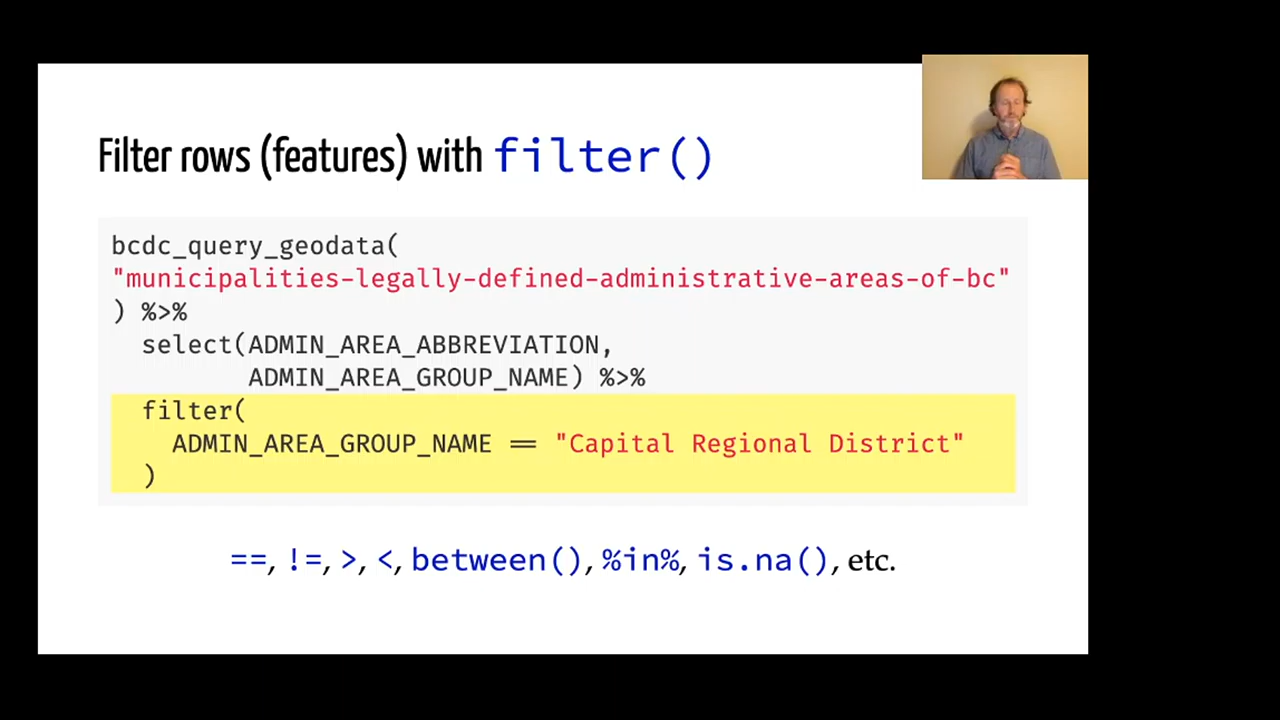 Filter rows (features) with filter()
bcdc_query_geodata(
"municipalities-legally-defined-administrative-areas-of-bc"
) %>%
select(ADMIN_AREA_ABBREVIATION,
ADMIN_AREA_GROUP_NAME) %>%
filter(
ADMIN_AREA_GROUP_NAME == "Capital Regional District"
)
==, !=, >, <, between(), %in%, is.na(), etc.